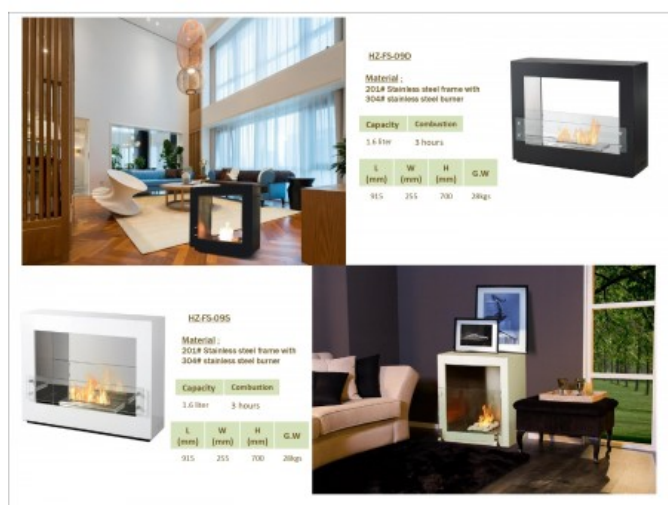 HZ-FS-09D
Material :
201# Stainless steel frame with
304# stainless steel burner
Capacity Combustion
1.6 liter 3 hours
L (mm) W (mm) H (mm) G.W
915 255 700 28kgs
HZ-FS-09S
Material :
201# Stainless steel frame with
304# stainless steel burner
Capacity Combustion
1.6 liter 3 hours
L (mm) W (mm) H (mm) G.W
915 255 700 28kgs